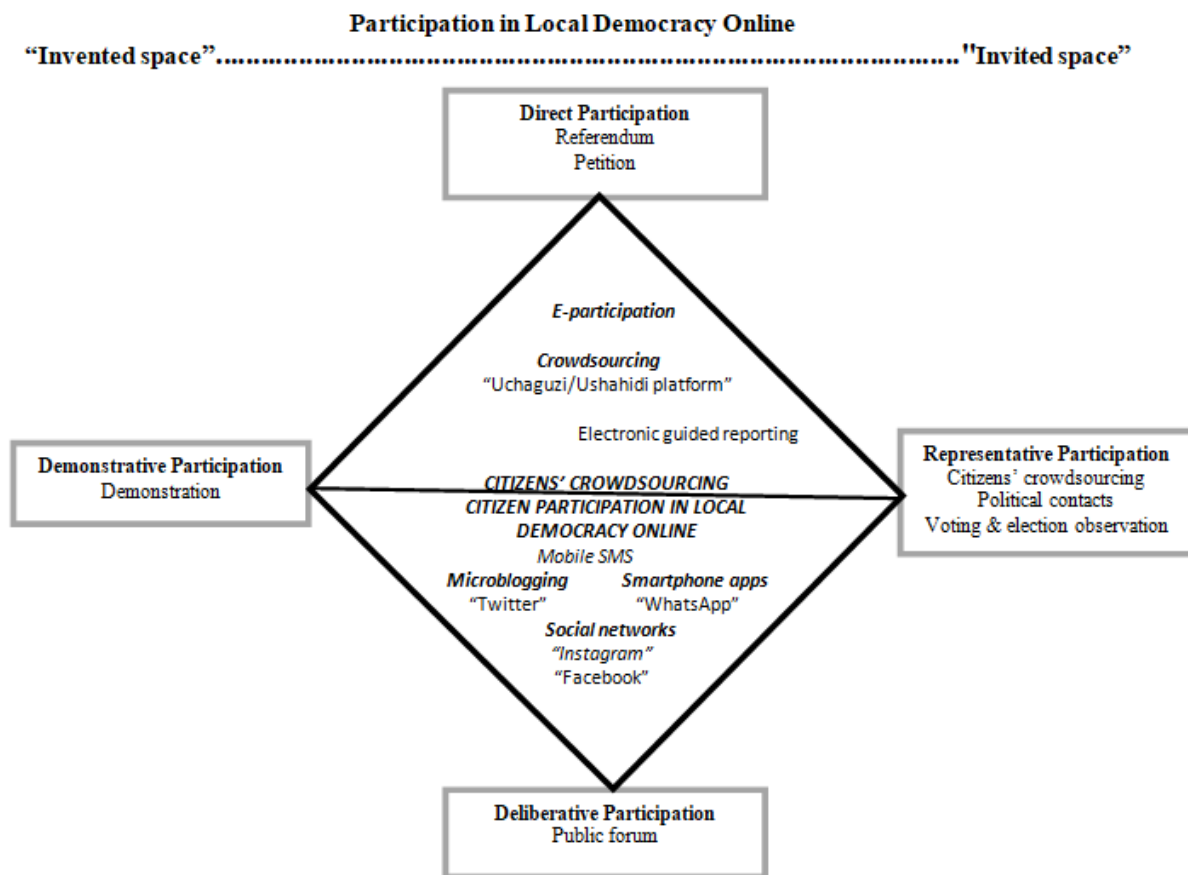 Participation in Local Democracy Online
“Invented space”........................................................................................................"Invited space”
Direct Participation
Referendum
Petition
E-participation
Crowdsourcing
“Uchaguzi/Ushahidi platform”
Electronic guided reporting
Demonstrative Participation
Demonstration
Representative Participation
Citizens’ crowdsourcing
Political contacts
Voting & election observation
CITIZENS’ CROWDSOURCING
CITIZEN PARTICIPATION IN LOCAL
DEMOCRACY ONLINE
Mobile SMS
Microblogging Smartphone apps
“Twitter” “WhatsApp”
Social networks
“Instagram”
“Facebook”
Deliberative Participation
Public forum